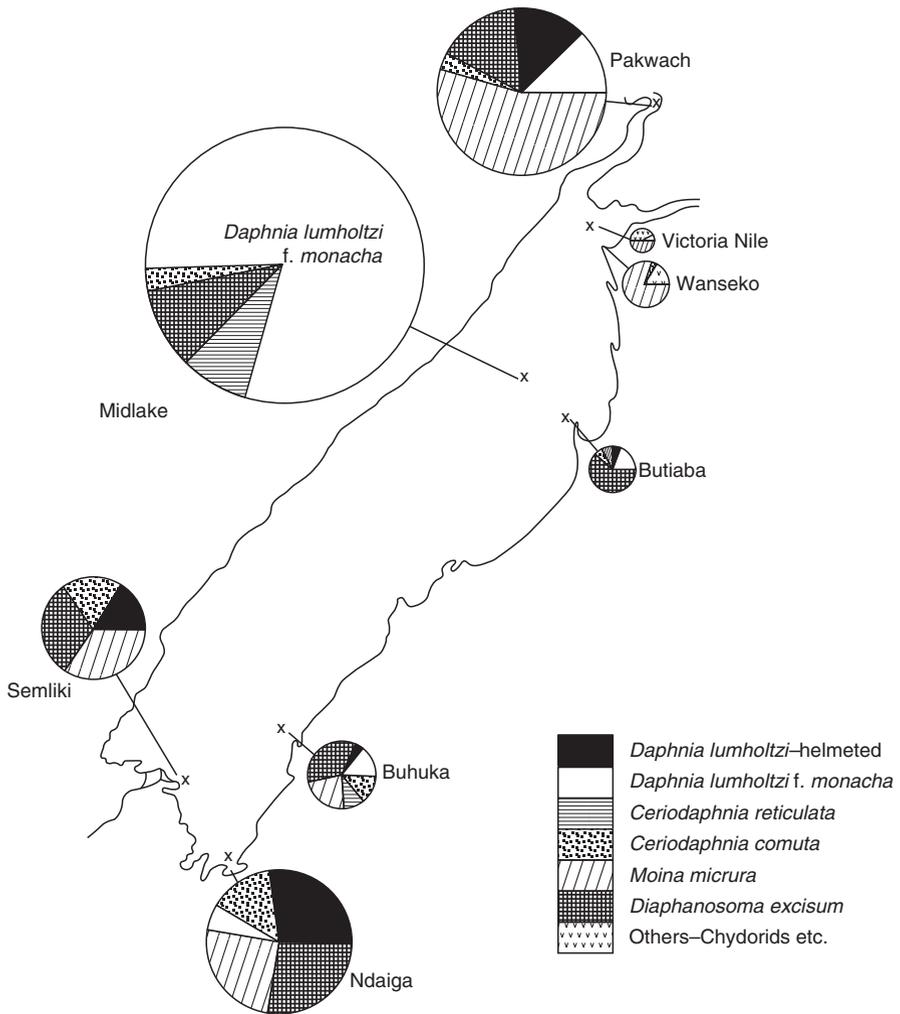 Pakwach
Daphnia lumholtzi
f. monacha
x
x
Victoria Nile
Wanseko
x
Midlake
x
Butiaba
Semliki
x
x
Buhuka
x
Ndaiga
Daphnia lumholtzi–helmeted
Daphnia lumholtzi f. monacha
Ceriodaphnia reticulata
Ceriodaphnia comuta
Moina micrura
Diaphanosoma excisum
Others–Chydorids etc.